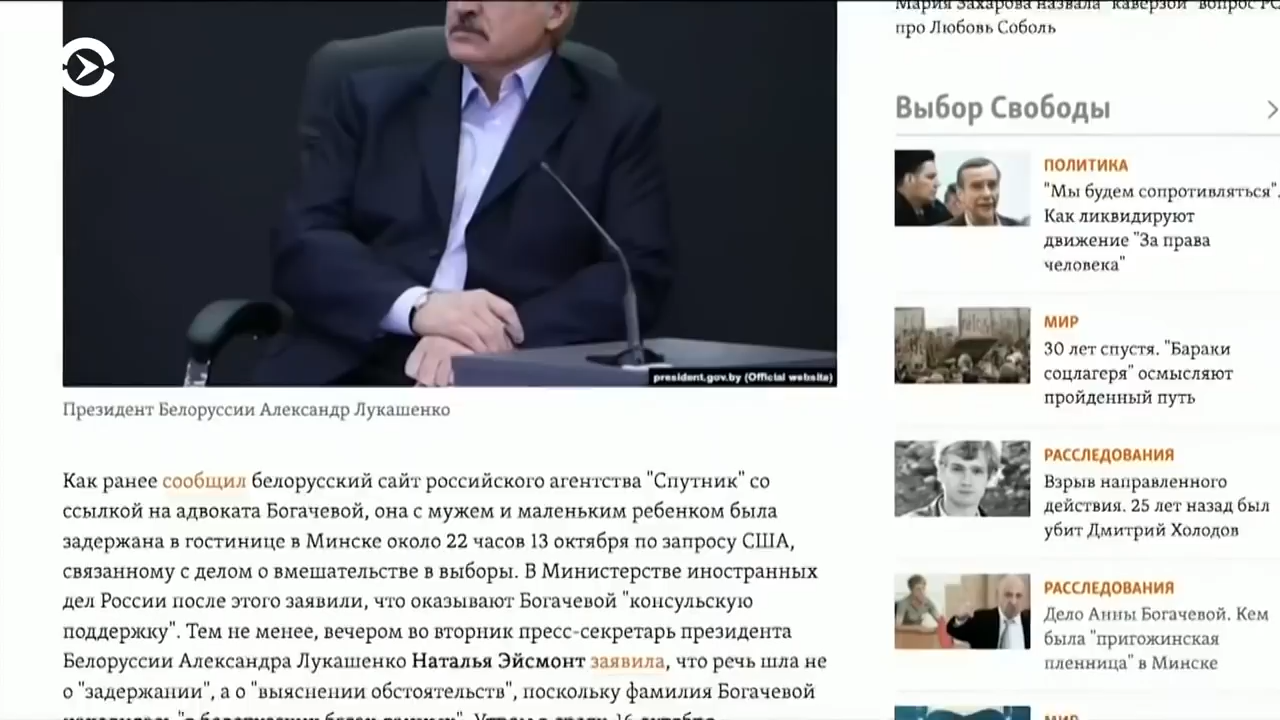 Мария Захарова назвала "каверзой" вопрос
про Любовь Соболь
president.gov.by (Official website)
Президент Белоруссии Александр Лукашенко
Как ранее сообщил белорусский сайт российского агентства "Спутник" со
ссылкой на адвоката Богачевой, она с мужем и маленьким ребенком была
задержана в гостинице в Минске около 22 часов 13 октября по запросу США,
связанному с делом о вмешательстве в выборы. В Министерстве иностранных
дел России после этого заявили, что оказывают Богачевой "консульскую
поддержку". Тем не менее, вечером во вторник пресс-секретарь президента
Белоруссии Александра Лукашенко Наталья Эйсмонт заявила, что речь шла не
о "задержании", а о "выяснении обстоятельств", поскольку фамилия Богачевой
Выбор Свободы
ПОЛИТИКА
"Мы будем сопротивляться".
Как ликвидируют
движение "За права
человека"
МИР
30 лет спустя. "Бараки
соцлагеря" осмысляют
пройденный путь
РАССЛЕДОВАНИЯ
Взрыв направленного
действия. 25 лет назад был
убит Дмитрий Холодов
РАССЛЕДОВАНИЯ
Дело Анны Богачевой. Кем
была "пригожинская
пленница" в Минске
МИР